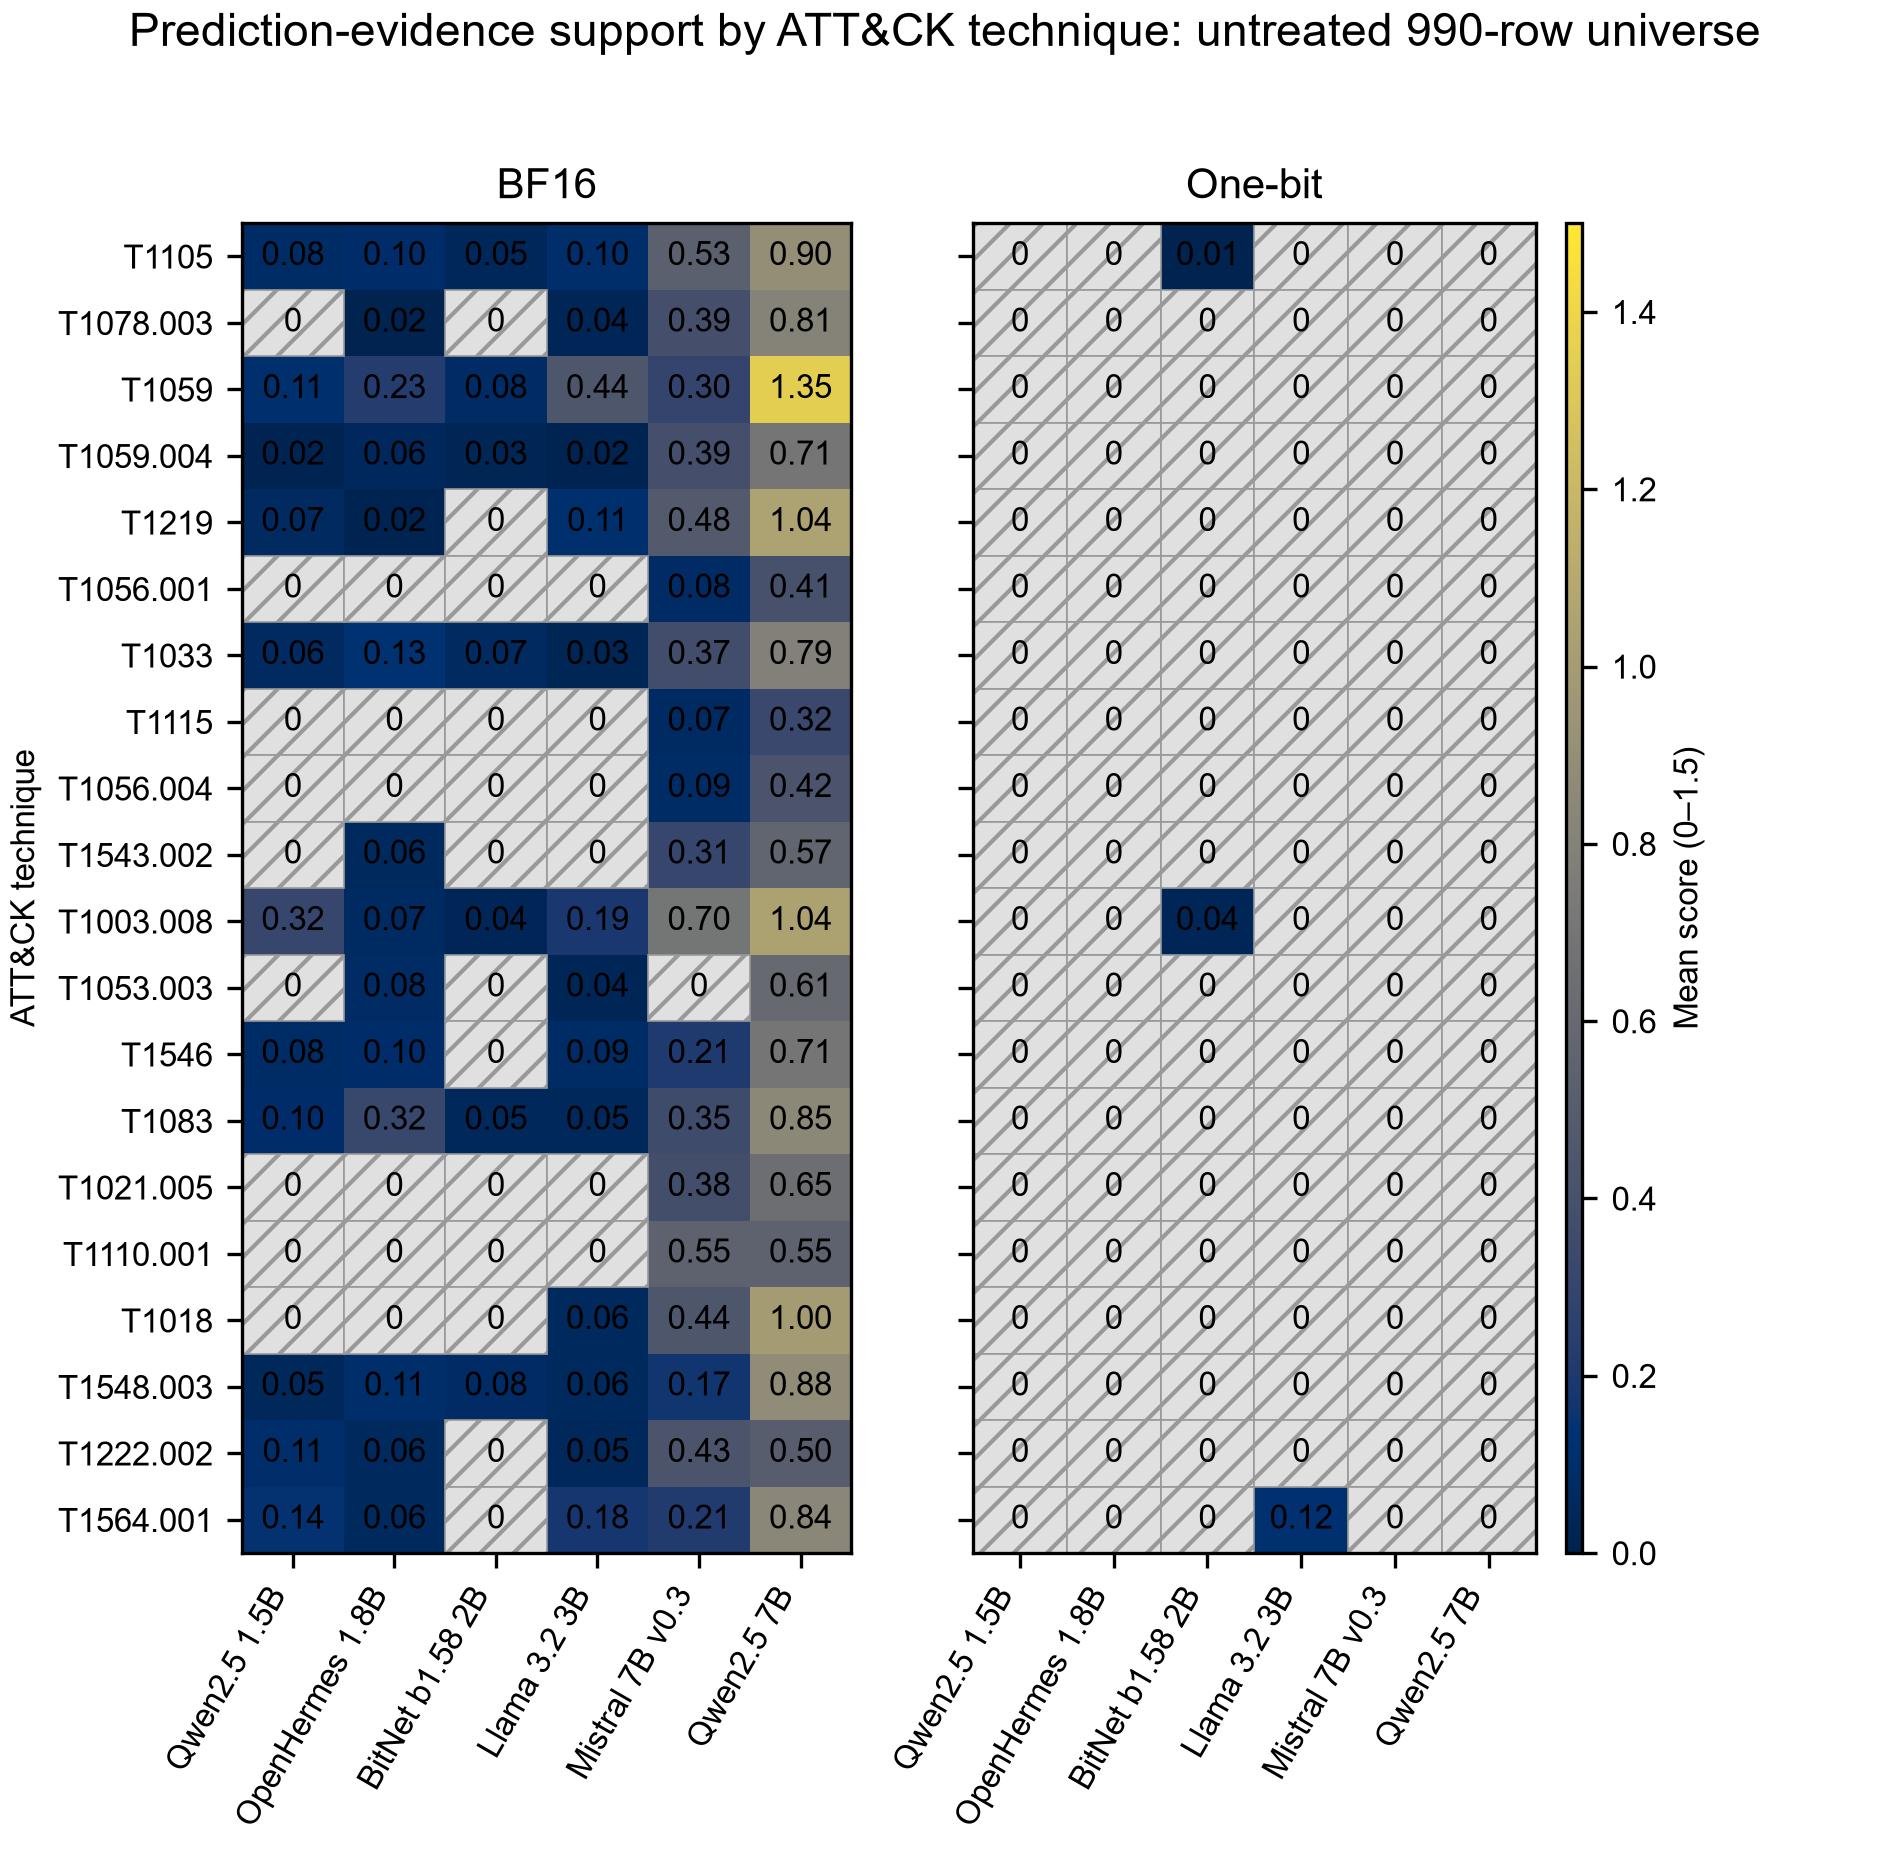 Prediction-evidence support by ATT&CK technique: untreated 990-row universe
BF16
One-bit
ATT&CK technique
T1105 0.08 0.10 0.05 0.10 0.53 0.90 0 0 0.01 0 0 0
T1078.003 0 0.02 0 0.04 0.39 0.81 0 0 0 0 0 0
T1059 0.11 0.23 0.08 0.44 0.30 1.35 0 0 0 0 0 0
T1059.004 0.02 0.06 0.03 0.02 0.39 0.71 0 0 0 0 0 0
T1219 0.07 0.02 0 0.11 0.48 1.04 0 0 0 0 0 0
T1056.001 0 0 0 0 0.08 0.41 0 0 0 0 0 0
T1033 0.06 0.13 0.07 0.03 0.37 0.79 0 0 0 0 0 0
T1115 0 0 0 0 0.07 0.32 0 0 0 0 0 0
T1056.004 0 0 0 0 0.09 0.42 0 0 0 0 0 0
T1543.002 0 0.06 0 0 0.31 0.57 0 0 0 0 0 0
T1003.008 0.32 0.07 0.04 0.19 0.70 1.04 0 0 0.04 0 0 0
T1053.003 0 0.08 0 0.04 0 0.61 0 0 0 0 0 0
T1546 0.08 0.10 0 0.09 0.21 0.71 0 0 0 0 0 0
T1083 0.10 0.32 0.05 0.05 0.35 0.85 0 0 0 0 0 0
T1021.005 0 0 0 0 0.38 0.65 0 0 0 0 0 0
T1110.001 0 0 0 0 0.55 0.55 0 0 0 0 0 0
T1018 0 0 0 0.06 0.44 1.00 0 0 0 0 0 0
T1548.003 0.05 0.11 0.08 0.06 0.17 0.88 0 0 0 0 0 0
T1222.002 0.11 0.06 0 0.05 0.43 0.50 0 0 0 0 0 0
T1564.001 0.14 0.06 0 0.18 0.21 0.84 0 0 0 0.12 0 0
Qwen2.5 1.5B
OpenHermes 1.8B
BitNet b1.58 2B
Llama 3.2 3B
Mistral 7B v0.3
Qwen2.5 7B
Qwen2.5 1.5B
OpenHermes 1.8B
BitNet b1.58 2B
Llama 3.2 3B
Mistral 7B v0.3
Qwen2.5 7B
1.4
1.2
1.0
0.8
0.6
0.4
0.2
0.0
Mean score (0–1.5)